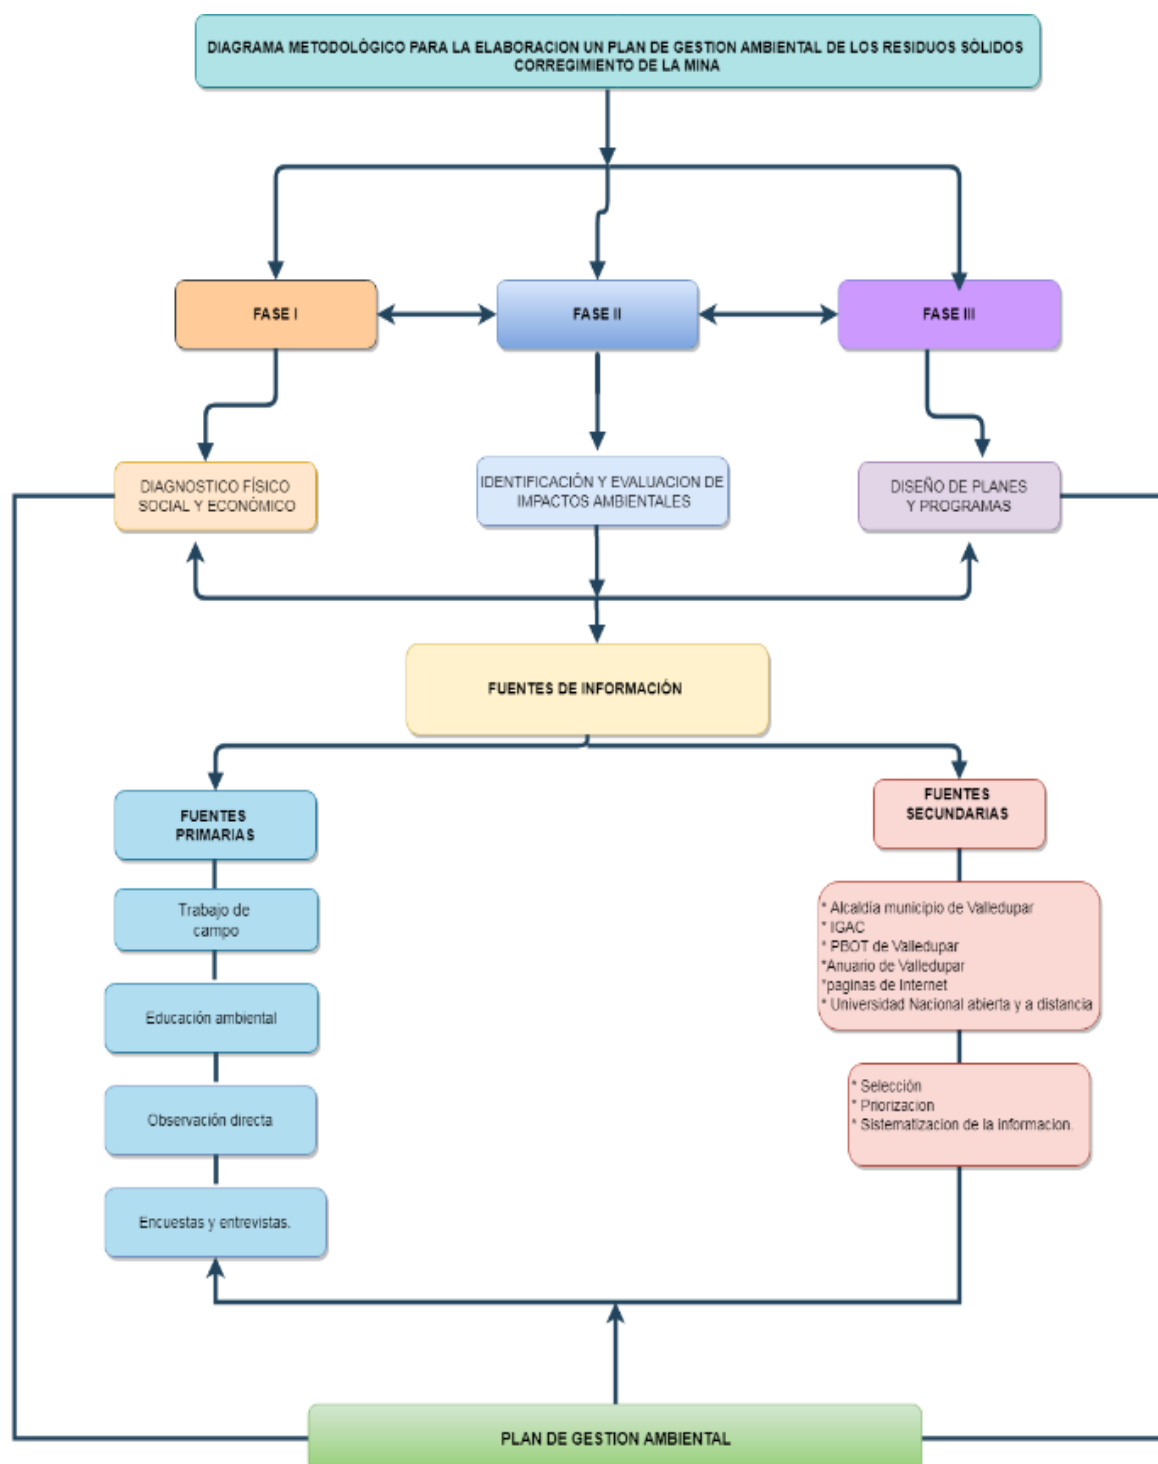 DIAGRAMA METODOLÓGICO PARA LA ELABORACION UN PLAN DE GESTION AMBIENTAL DE LOS RESIDUOS SÓLIDOS
CORREGIMIENTO DE LA MINA
FASE I
FASE II
FASE III
DIAGNOSTICO FÍSICO
SOCIAL Y ECONÓMICO
IDENTIFICACIÓN Y EVALUACION DE
IMPACTOS AMBIENTALES
DISEÑO DE PLANES
Y PROGRAMAS
FUENTES DE INFORMACIÓN
FUENTES
PRIMARIAS
Trabajo de
campo
Educación ambiental
Observación directa
Encuestas y entrevistas.
FUENTES
SECUNDARIAS
* Alcaldía municipio de Valledupar
* IGAC
* PBOT de Valledupar
*Anuario de Valledupar
*paginas de Internet
* Universidad Nacional abierta y a distancia
* Selección
* Priorizacion
* Sistematizacion de la informacion.
PLAN DE GESTION AMBIENTAL